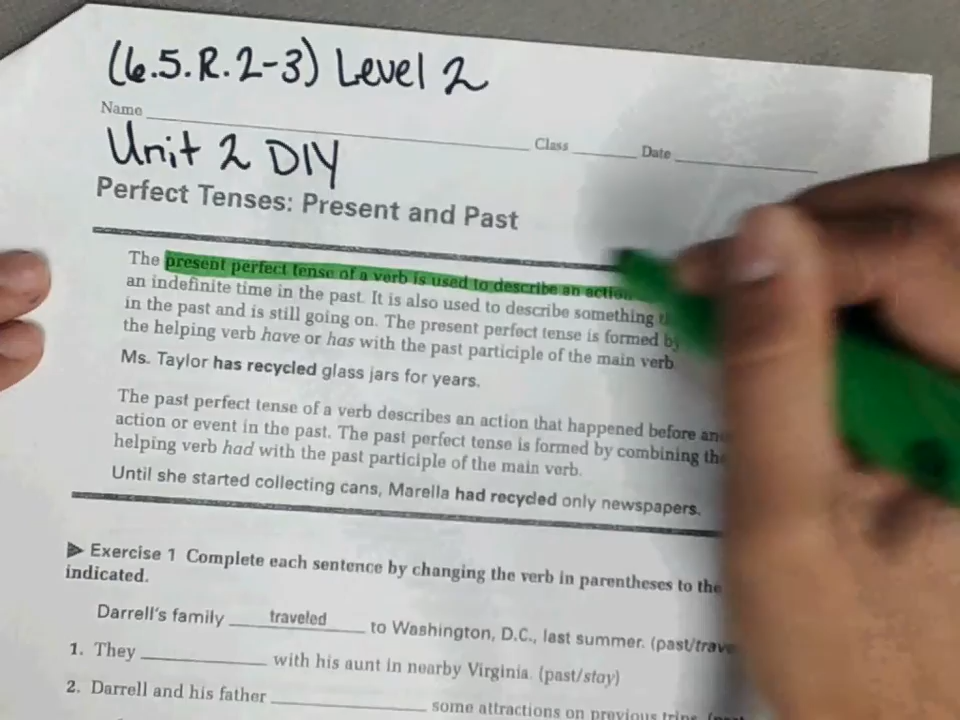 (6.5.R.2-3) Level 2
Name Class Date
Unit 2 DIY
Perfect Tenses: Present and Past
The present perfect tense of a verb is used to describe an action
an indefinite time in the past. It is also used to describe something
in the past and is still going on. The present perfect tense is formed by
the helping verb have or has with the past participle of the main verb.
Ms. Taylor has recycled glass jars for years.
The past perfect tense of a verb describes an action that happened before
action or event in the past. The past perfect tense is formed by combining
helping verb had with the past participle of the main verb.
Until she started collecting cans, Marella had recycled only newspapers.
Exercise 1 Complete each sentence by changing the verb in parentheses to the
indicated.
Darrell's family traveled to Washington, D.C., last summer. (past/trave
1. They with his aunt in nearby Virginia. (past/stay)
2. Darrell and his father some attractions on previous trips.